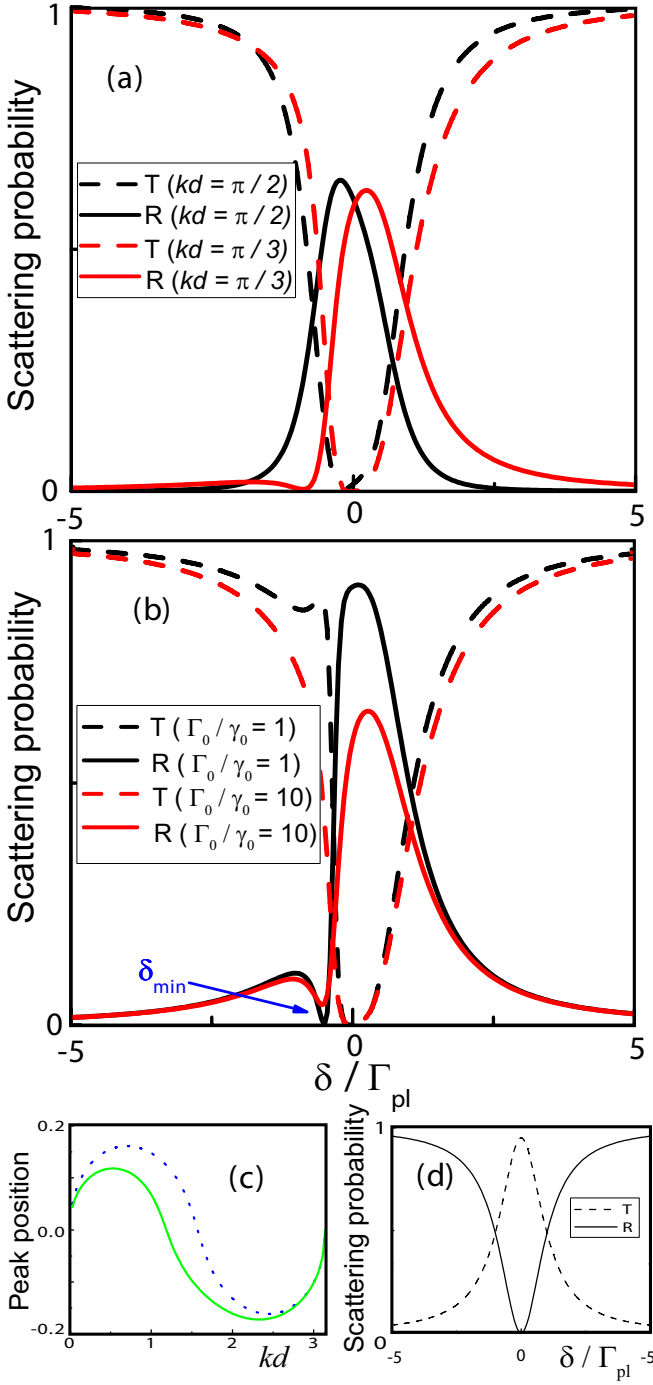 1
(a)
Scattering probability
T (kd = π / 2)
R (kd = π / 2)
T (kd = π / 3)
R (kd = π / 3)
0
-5
0
5
1
(b)
Scattering probability
T ( Γ0 / γ0 = 1)
R ( Γ0 / γ0 = 1)
T ( Γ0 / γ0 = 10)
R ( Γ0 / γ0 = 10)
δmin
0
-5
0
5
δ / Γpl
0.2
(c)
Peak position
0.0
-0.2
0
1
2
3
kd
1
(d)
Scattering probability
T
R
o
-5
0
-5
δ / Γpl